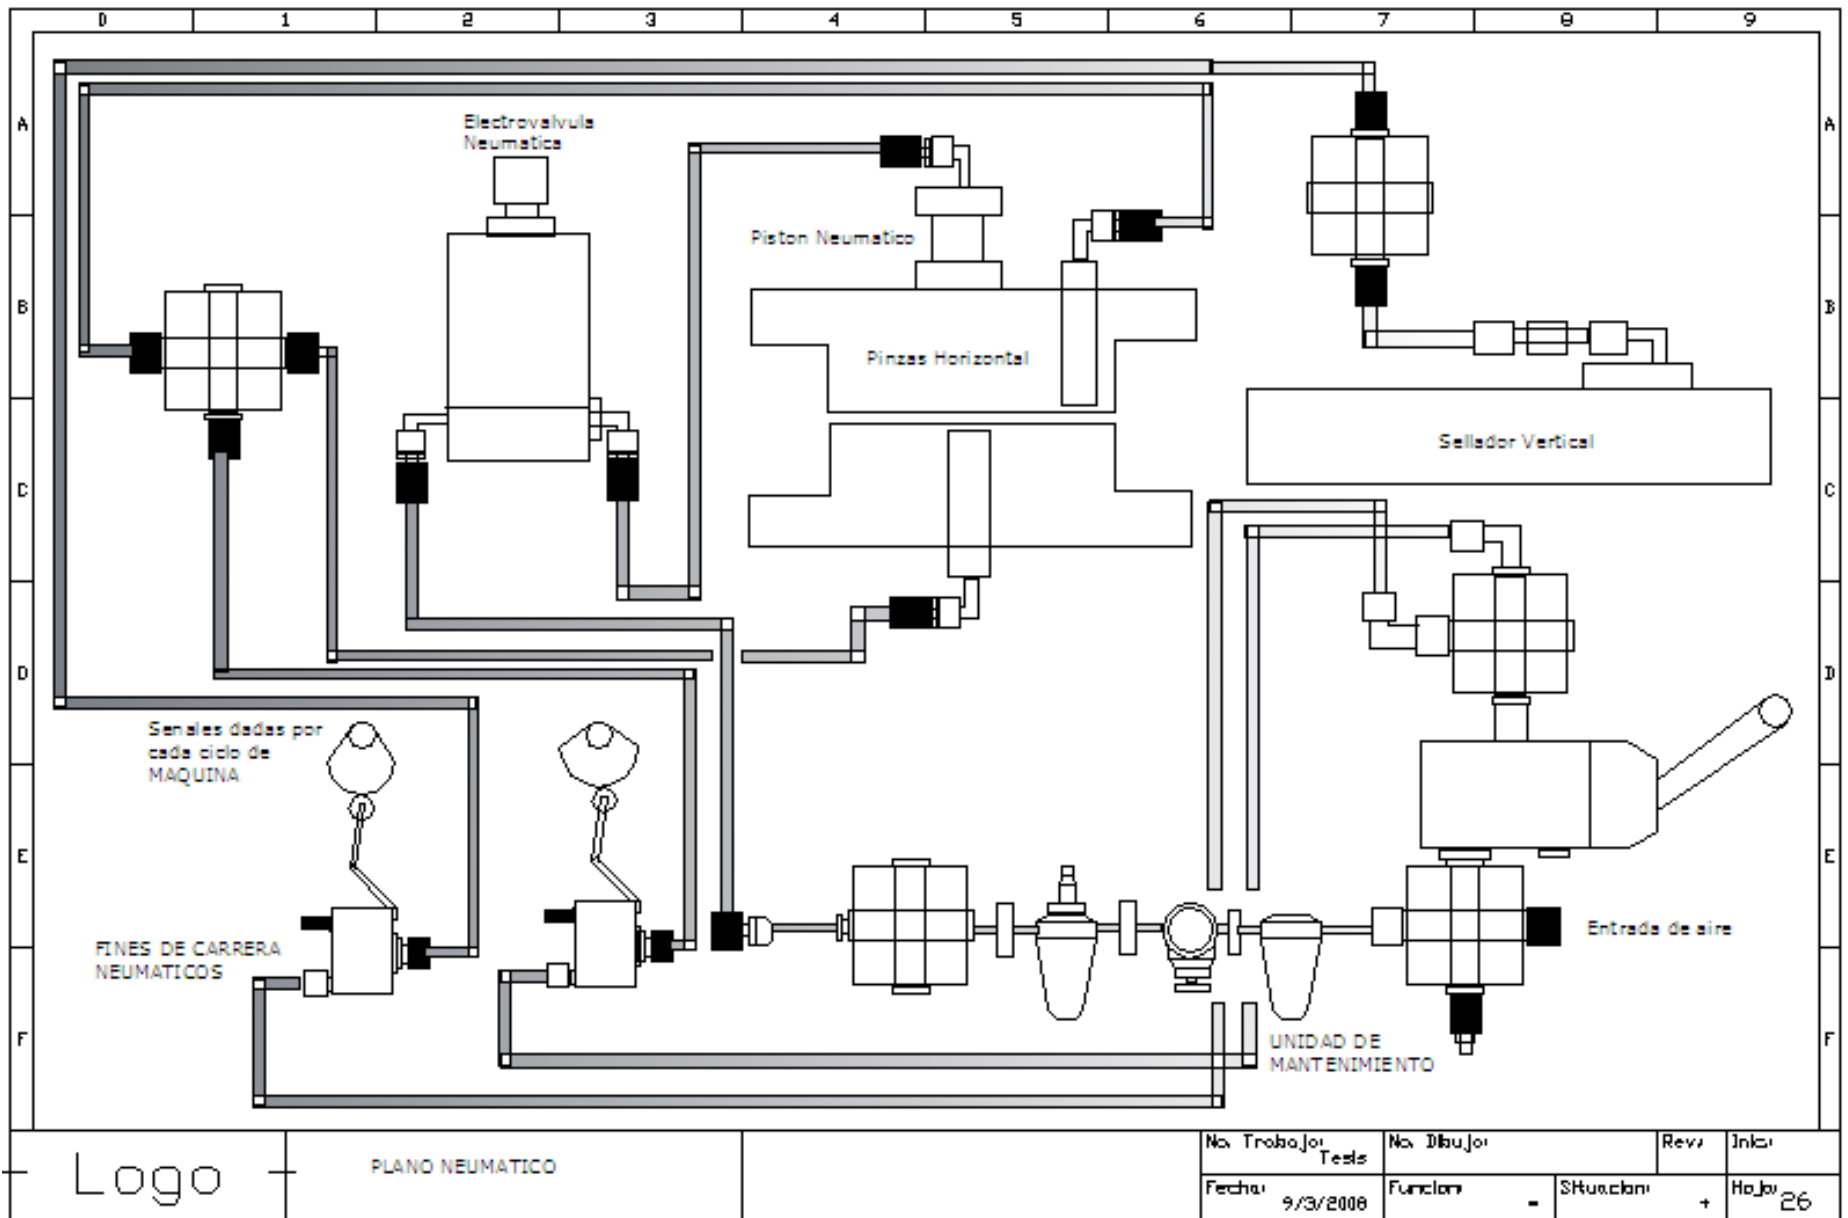 0 1 2 3 4 5 6 7 8 9
A A
Electrovalvula
Neumatica
Piston Neumatico
B B
Pinzas Horizontal
Sellador Vertical
C C
D D
Senales dadas por
cada ciclo de
MAQUINA
E E
FINES DE CARRERA
NEUMATICOS
Entrada de aire
F F
UNIDAD DE
MANTENIMIENTO
Logo
PLANO NEUMATICO
No. Trabajo: Tesis
No. Dibujo:
Rev:
Inks:
Fecha: 9/3/2008
Funcion: -
Situacion: +
Hoja: 26